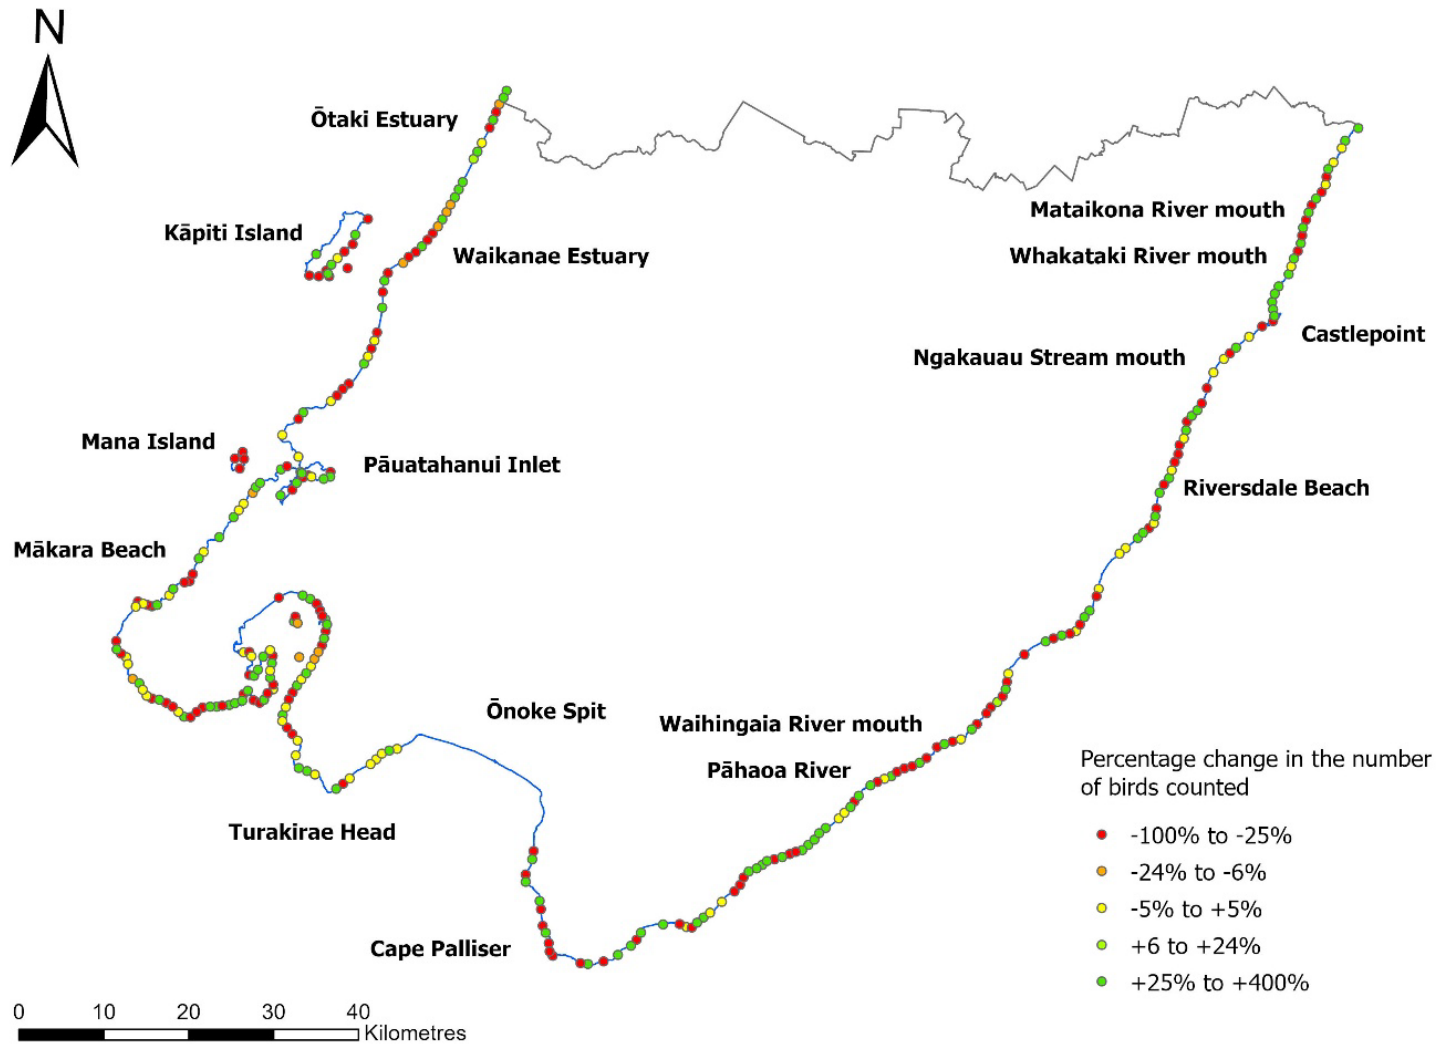 N
Ōtaki Estuary
Kāpiti Island
Mataikona River mouth
Waikanae Estuary
Whakataki River mouth
Castlepoint
Ngakauau Stream mouth
Mana Island
Pāuatahanui Inlet
Riversdale Beach
Mākara Beach
Ōnoke Spit
Waihingaia River mouth
Pāhaoa River
Turakirae Head
Cape Palliser
Percentage change in the number
of birds counted
-100% to -25%
-24% to -6%
-5% to +5%
+6 to +24%
+25% to +400%
0 10 20 30 40
Kilometres